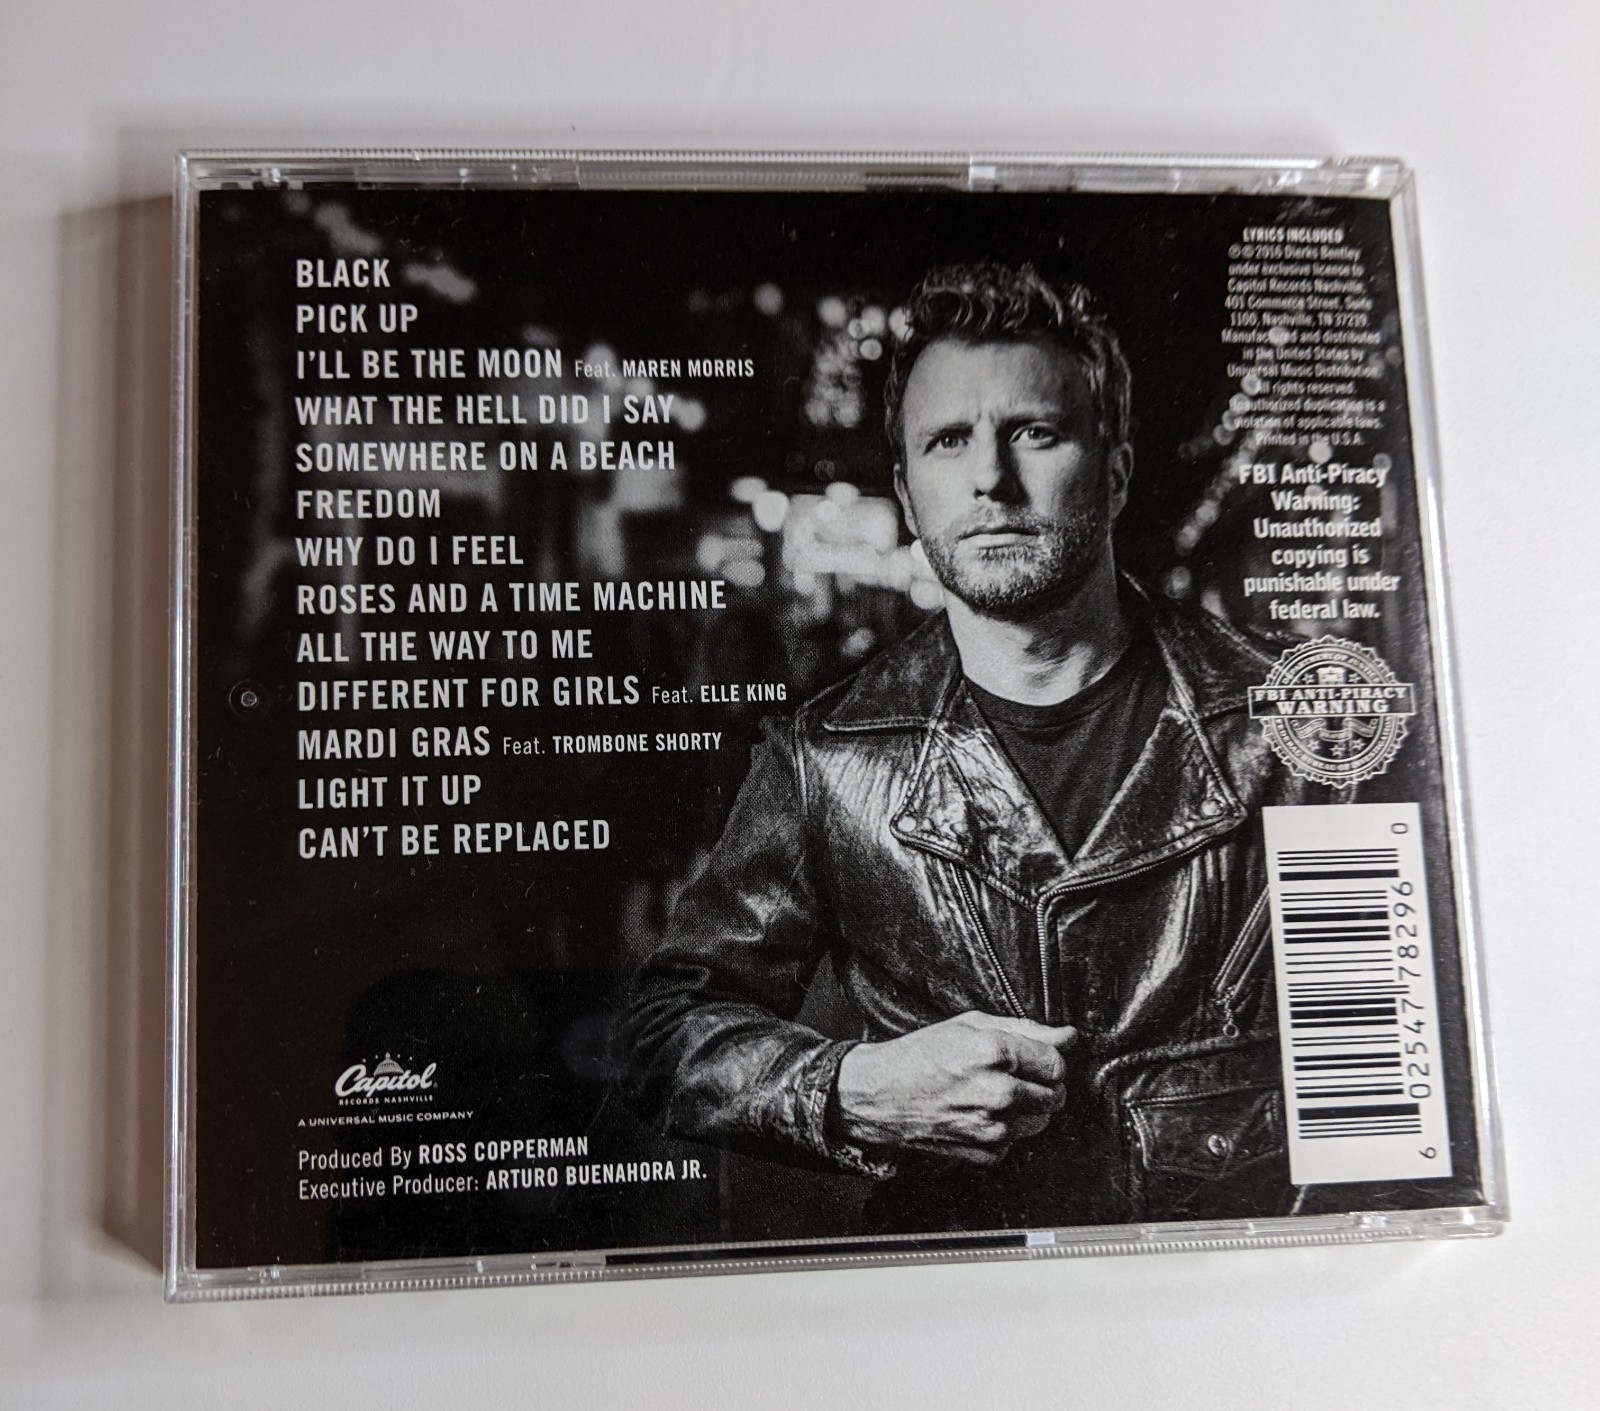 BLACK
PICK UP
I'LL BE THE MOON Feat. MAREN MORRIS
WHAT THE HELL DID I SAY
SOMEWHERE ON A BEACH
FREEDOM
WHY DO I FEEL
ROSES AND A TIME MACHINE
ALL THE WAY TO ME
DIFFERENT FOR GIRLS Feat. ELLE KING
MARDI GRAS Feat. TROMBONE SHORTY
LIGHT IT UP
CAN'T BE REPLACED
Capitol
RECORDS NASHVILLE
A UNIVERSAL MUSIC COMPANY
Produced By ROSS COPPERMAN
Executive Producer: ARTURO BUENAHORA JR.
LYRICS INCLUDED
℗ © 2016 Dierks Bentley
under exclusive license to
Capitol Records Nashville,
401 Commerce Street, Suite
1100, Nashville, TN 37219.
Manufactured and distributed
in the United States by
Universal Music Distribution.
All rights reserved.
Unauthorized duplication is a
violation of applicable laws.
Printed in the U.S.A.
FBI Anti-Piracy
Warning:
Unauthorized
copying is
punishable under
federal law.
FBI ANTI-PIRACY
WARNING
6 02547 78296 0